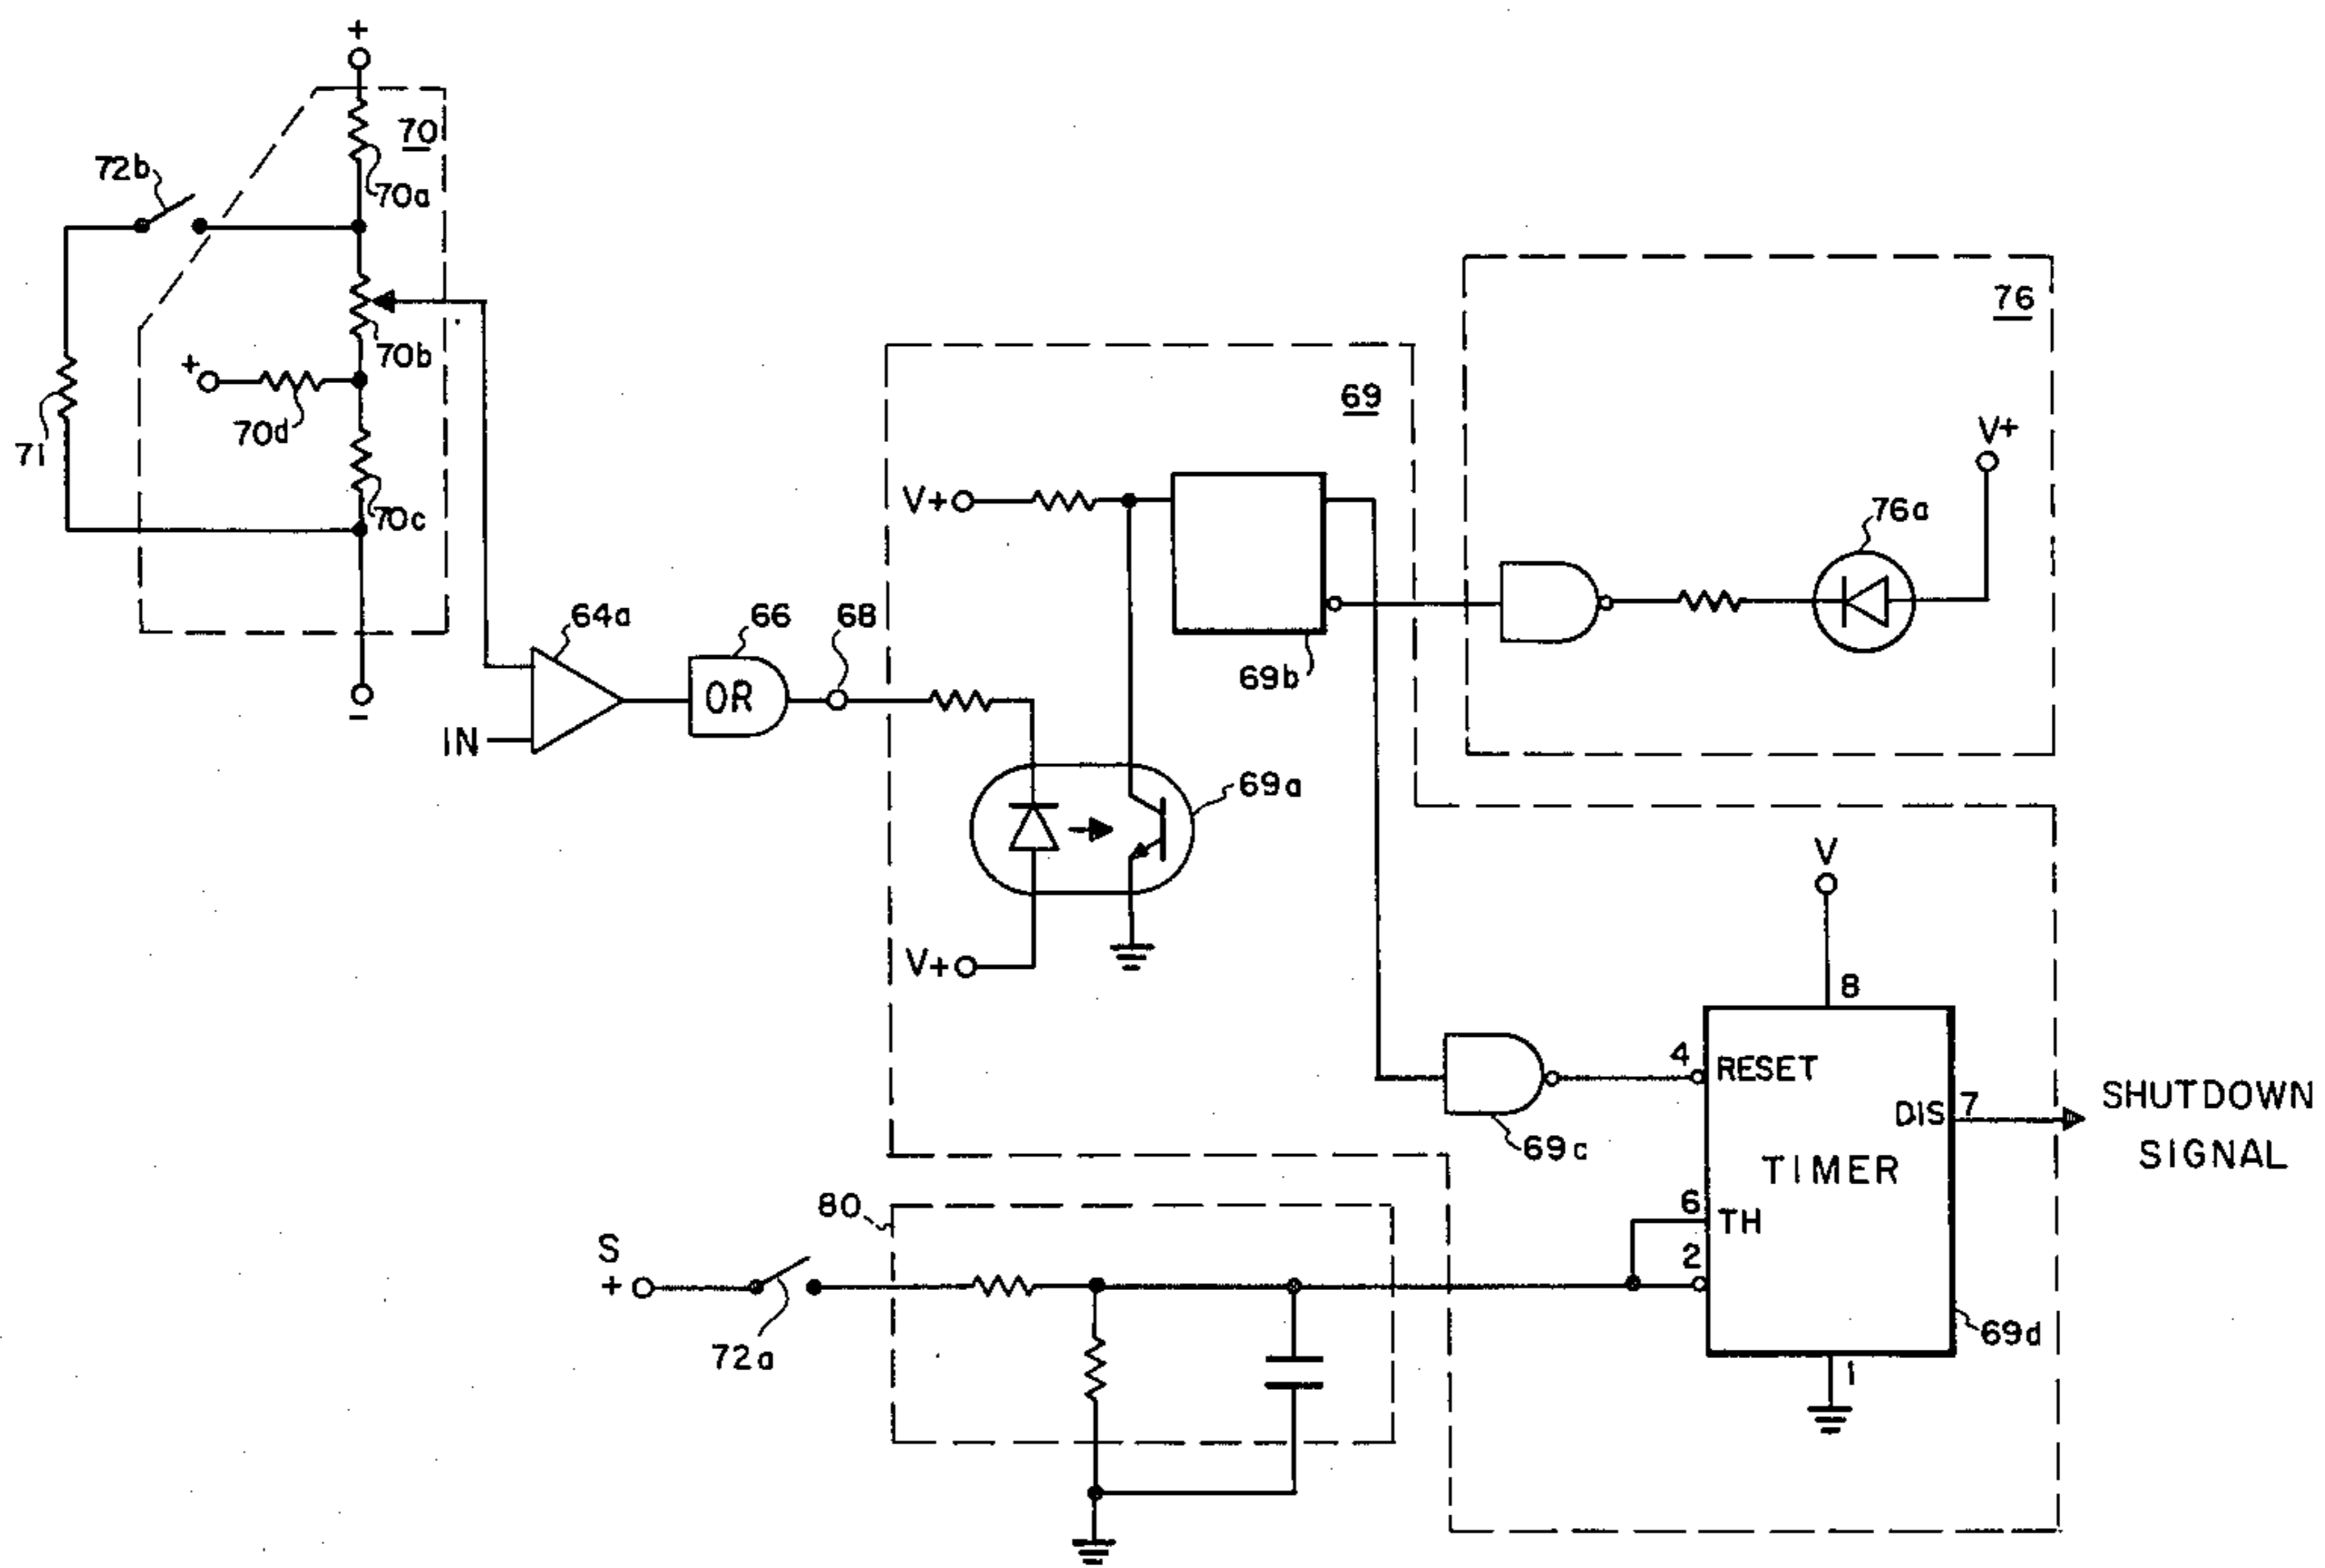 +
70
70a
72b
70b
+
70d
71
70c
-
64a
66
68
OR
IN
69
V+
69b
69a
V+
76
V+
76a
V
8
4
RESET
DIS
7
SHUTDOWN
SIGNAL
TIMER
69c
6
TH
2
69d
1
80
S
+
72a